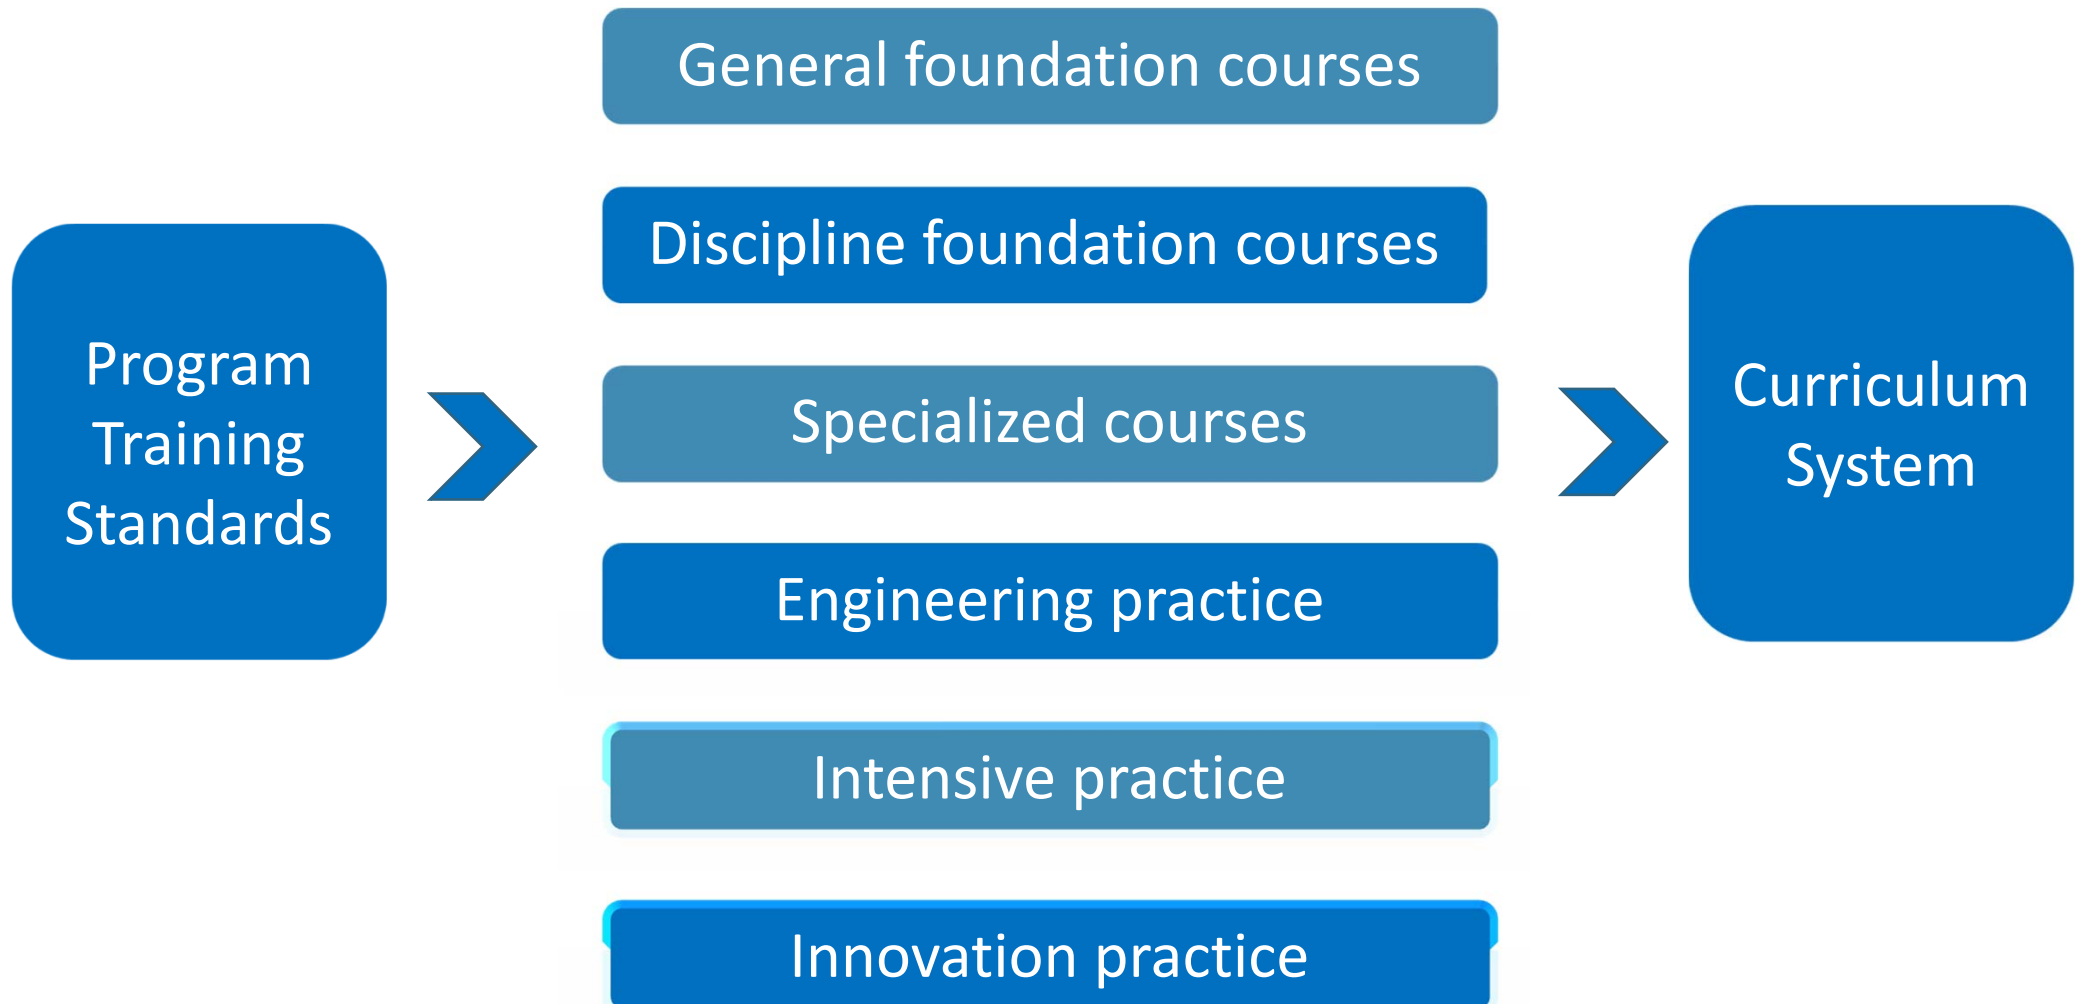 General foundation courses
Discipline foundation courses
Program
Training
Standards
Specialized courses
Engineering practice
Intensive practice
Innovation practice
Curriculum
System